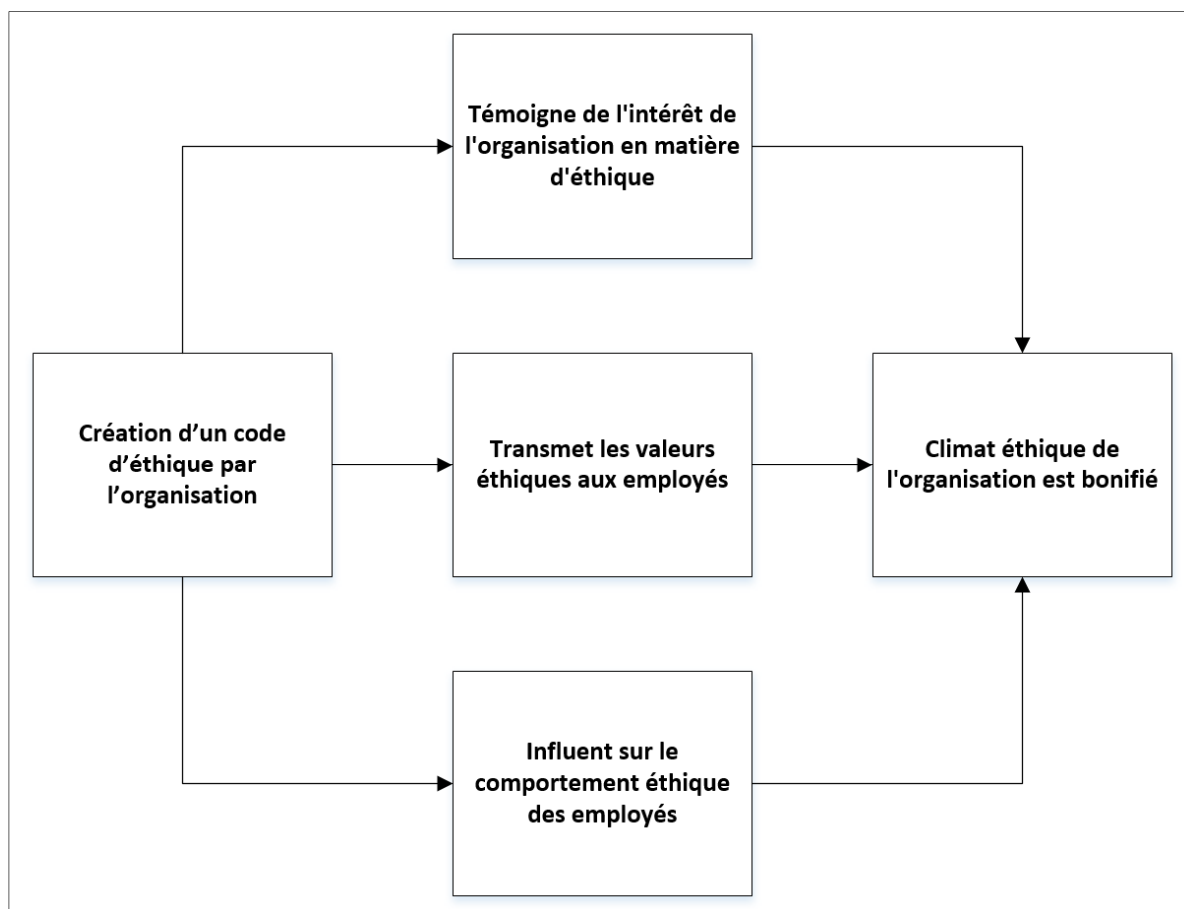 Témoigne de l'intérêt de
l'organisation en matière
d'éthique
Création d’un code
d’éthique par
l’organisation
Transmet les valeurs
éthiques aux employés
Climat éthique de
l'organisation est bonifié
Influent sur le
comportement éthique
des employés